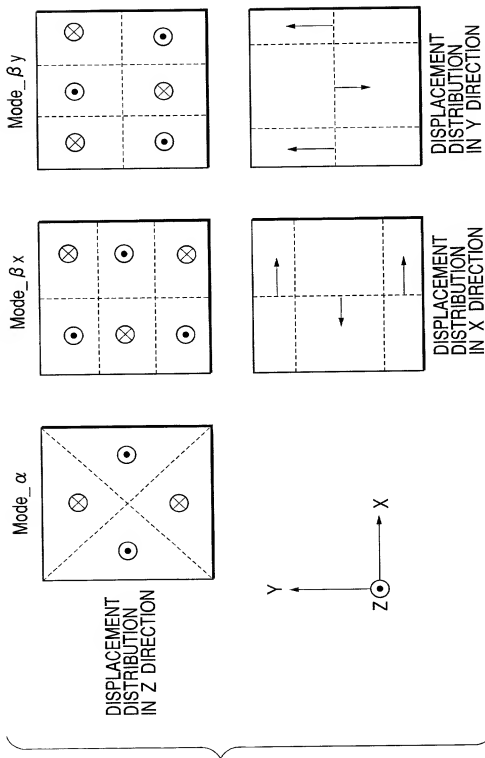 Mode_α
Mode_βx
Mode_βy
DISPLACEMENT
DISTRIBUTION
IN Z DIRECTION
Y
X
Z
DISPLACEMENT
DISTRIBUTION
IN X DIRECTION
DISPLACEMENT
DISTRIBUTION
IN Y DIRECTION